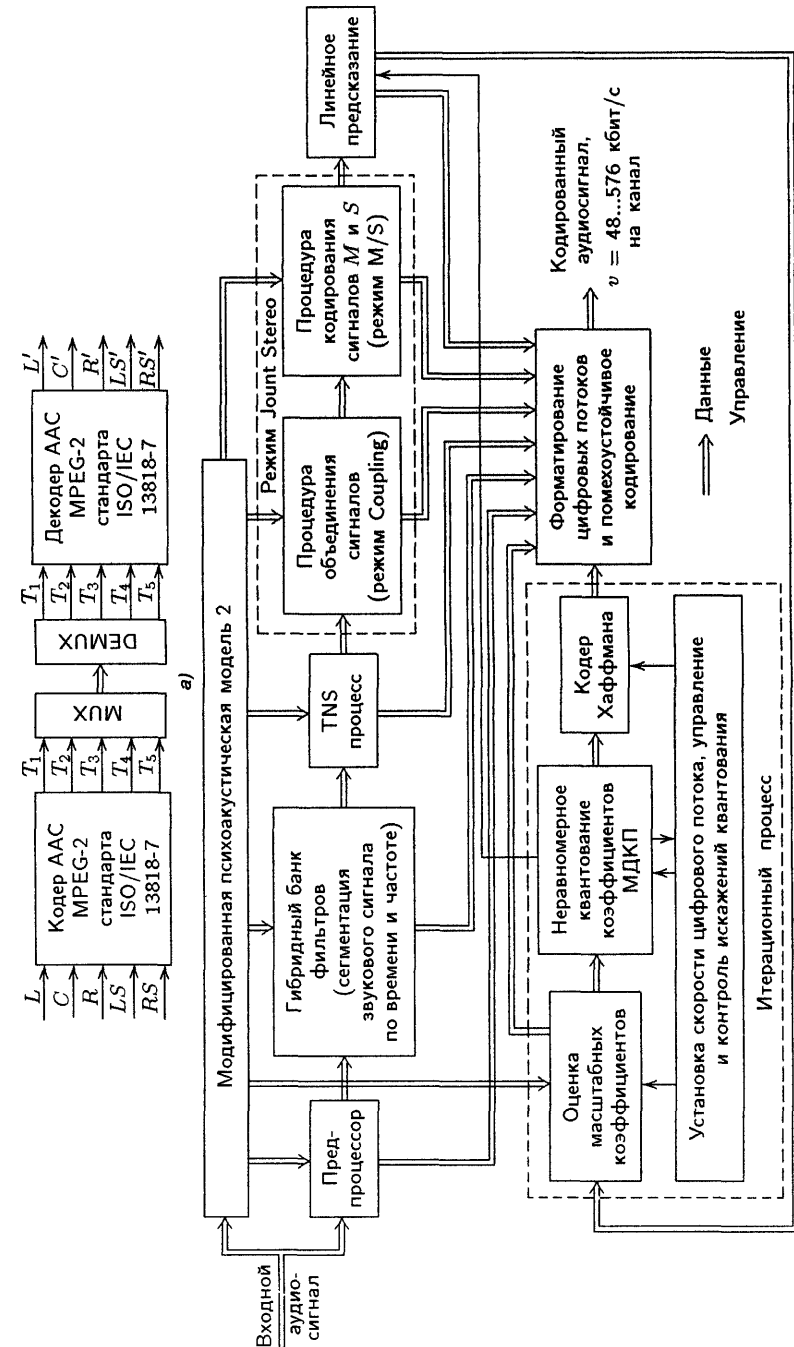 L
C
R
LS
RS
Кодер AAC
MPEG-2
стандарта
ISO/IEC
13818-7
T₁
T₂
T₃
T₄
T₅
MUX
DEMUX
T₁
T₂
T₃
T₄
T₅
Декодер AAC
MPEG-2
стандарта
ISO/IEC
13818-7
L′
C′
R′
LS′
RS′
а)
Входной
аудио-
сигнал
Модифицированная психоакустическая модель 2
Пред-
процессор
Гибридный банк
фильтров
(сегментация
звукового сигнала
по времени и частоте)
TNS
процесс
Режим Jount Stereo
Процедура
объединения
сигналов
(режим Coupling)
Процедура
кодирования
сигналов M и S
(режим M/S)
Линейное
предсказание
Оценка
масштабных
коэффициентов
Неравномерное
квантование
коэффициентов
МДКП
Кодер
Хаффмана
Установка скорости цифрового потока, управление
и контроль искажений квантования
Итерационный процесс
Форматирование
цифровых потоков
и помехоустойчивое
кодирование
Кодированный
аудиосигнал,
v = 48...576 кбит/с
на канал
Данные
Управление